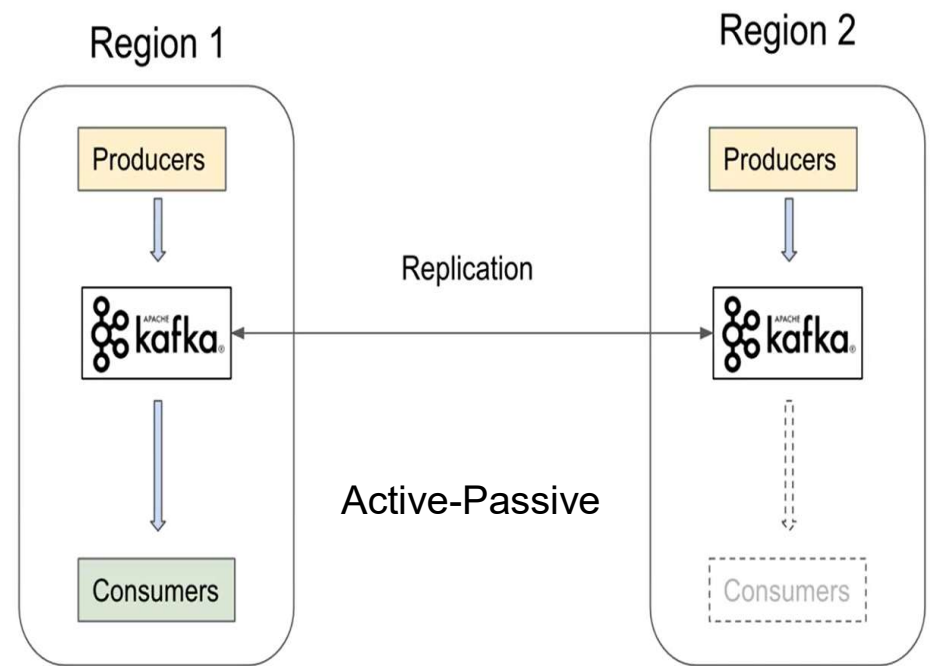 Region 1
Region 2
Producers
Producers
Replication
APACHE
kafka®
APACHE
kafka®
Active-Passive
Consumers
Consumers